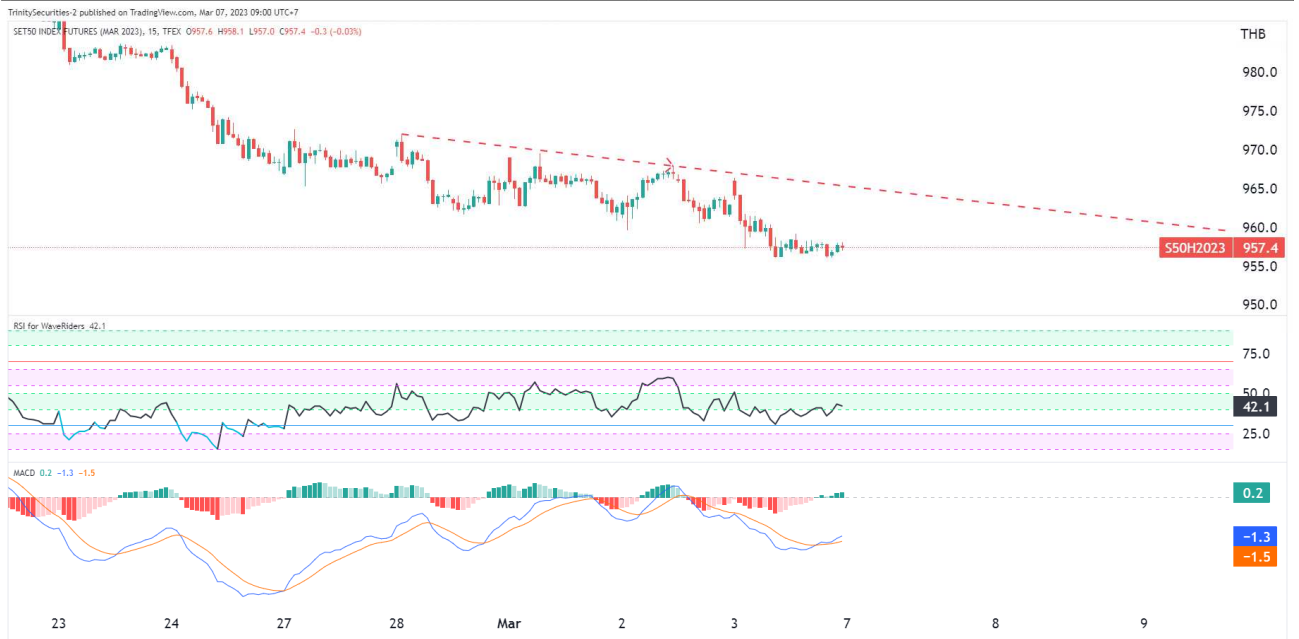 TrinitySecurities-2 published on TradingView.com, Mar 07, 2023 09:00 UTC+7
SET50 INDEX FUTURES (MAR 2023), 15, TFEX O957.6 H958.1 L957.0 C957.4 −0.3 (−0.03%)
THB
980.0
975.0
970.0
965.0
960.0
S50H2023 957.4
955.0
950.0
RSI for WaveRiders 42.1
75.0
50.0
42.1
25.0
MACD 0.2 −1.3 −1.5
0.2
−1.3
−1.5
23 24 27 28 Mar 2 3 7 8 9